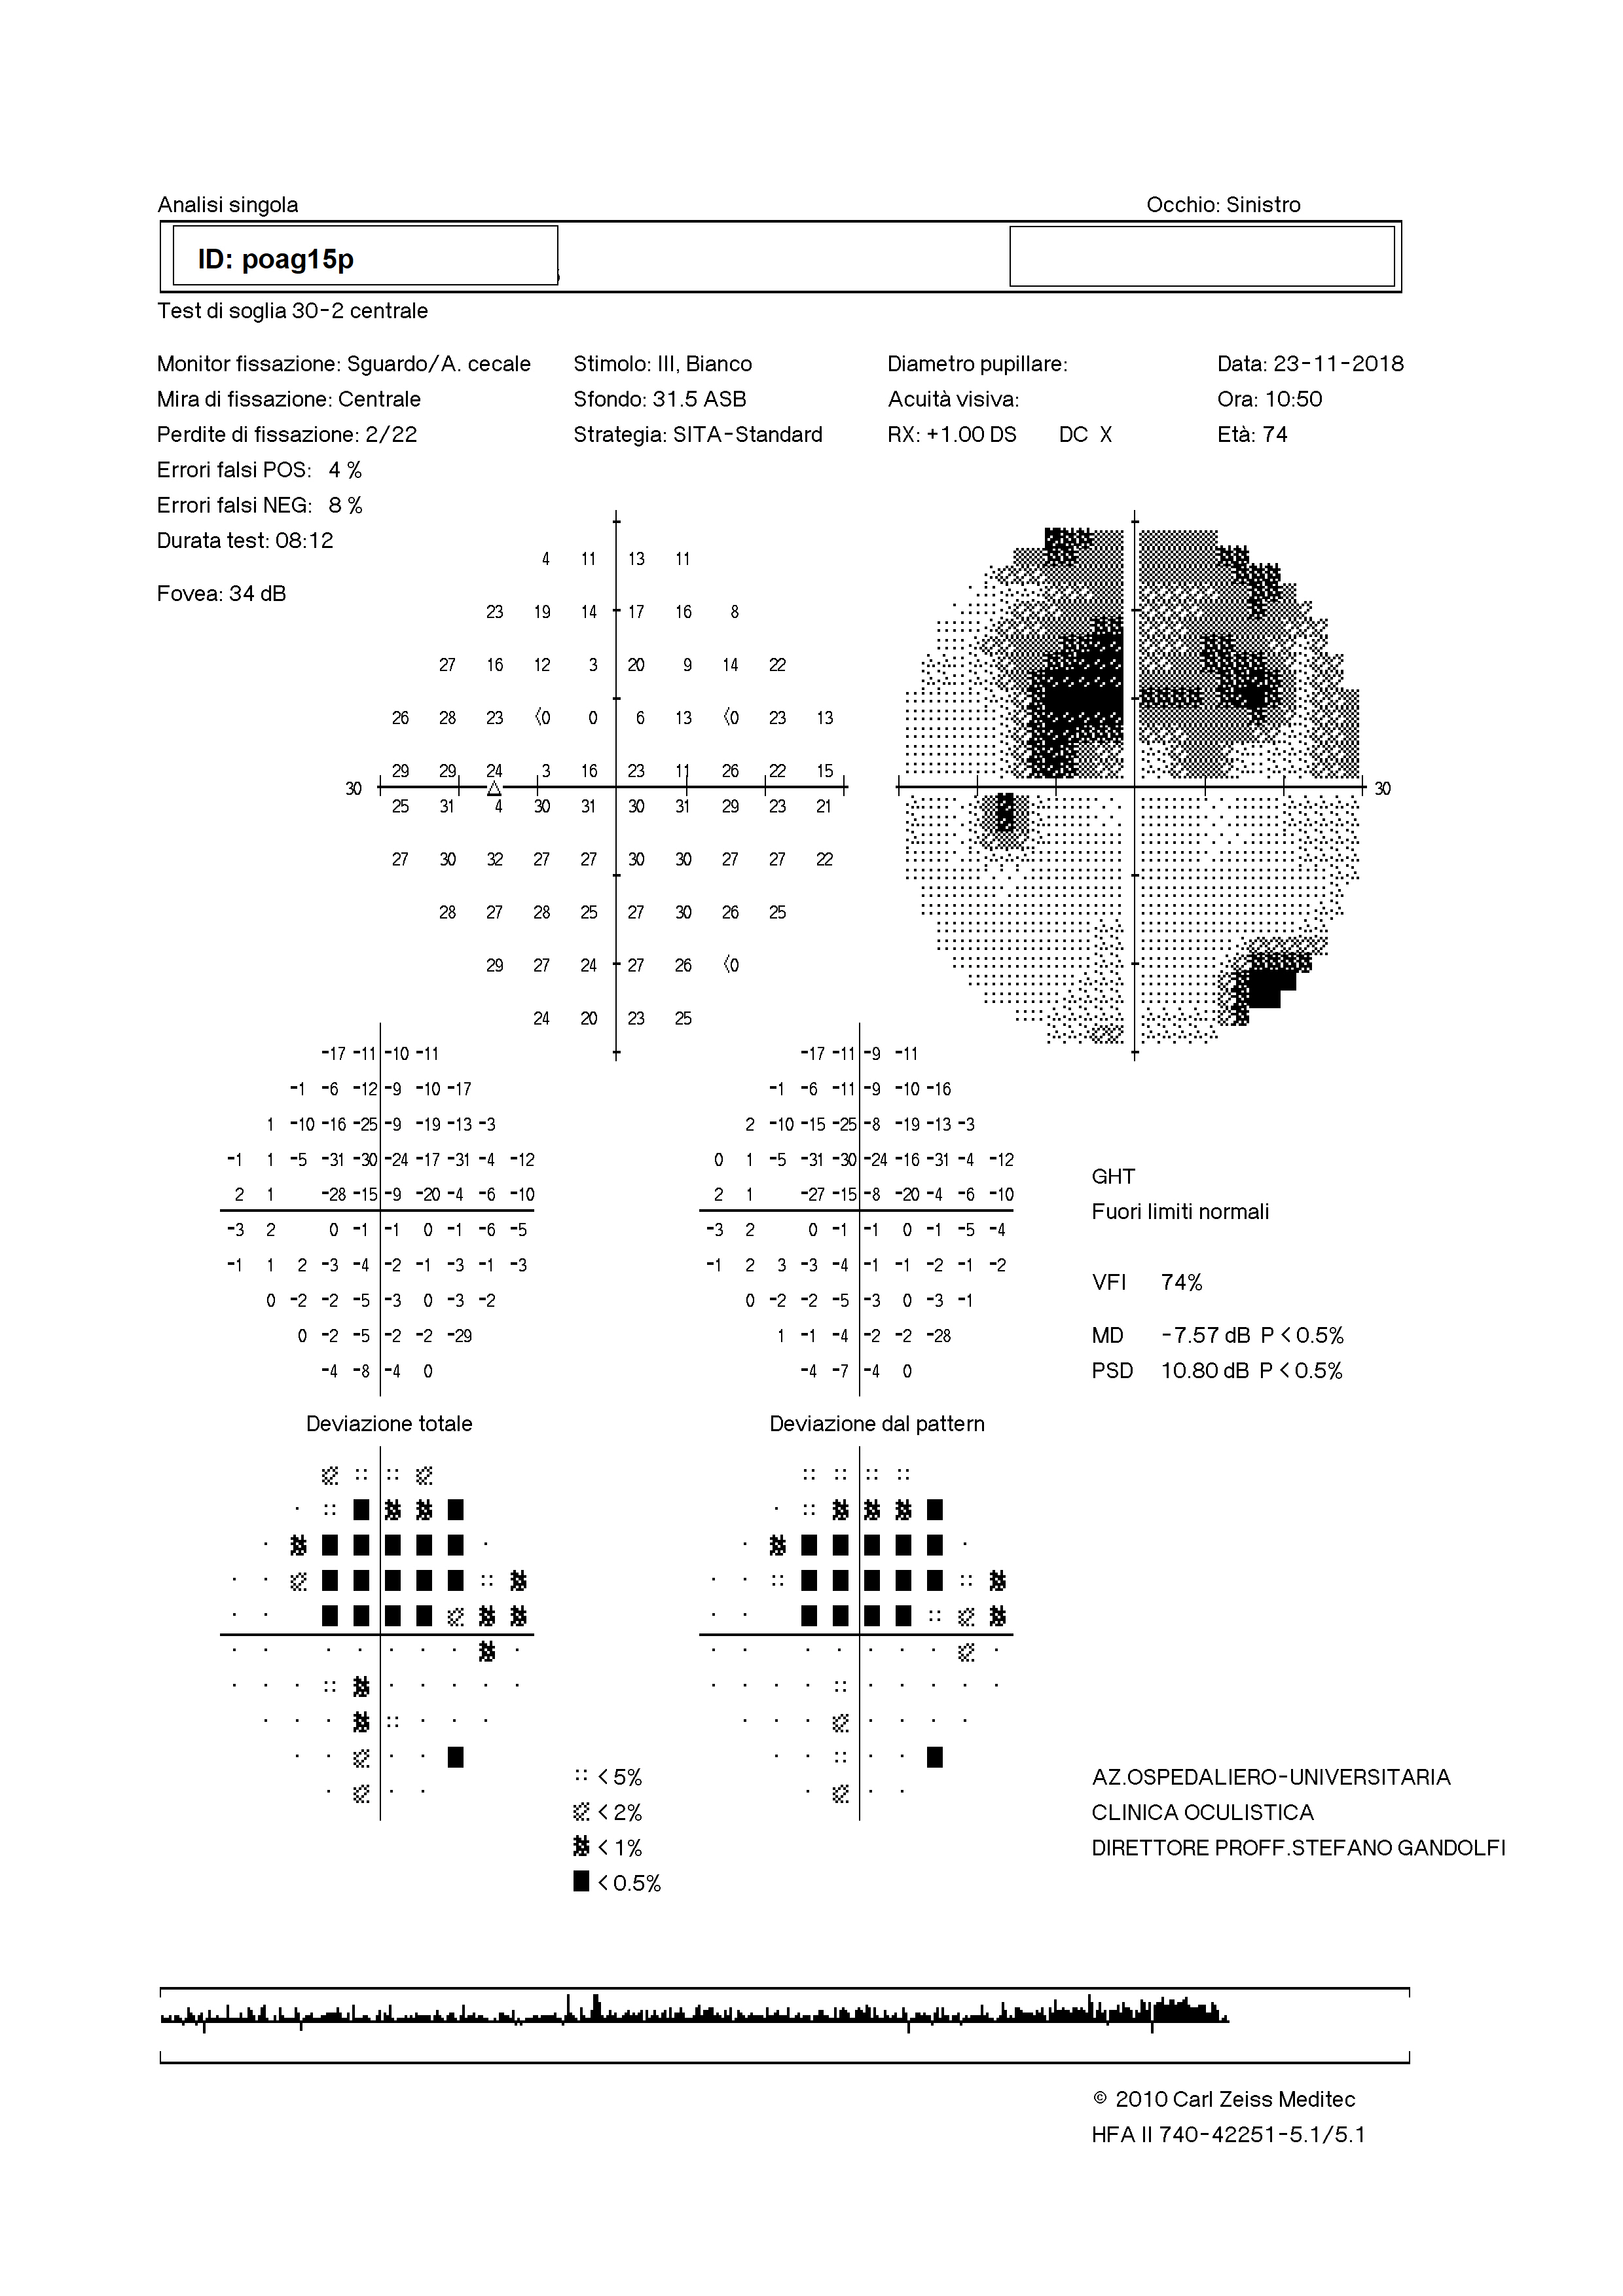 Analisi singola Occhio: Sinistro
ID: poag15p
Test di soglia 30-2 centrale
Monitor fissazione: Sguardo/A. cecale Stimolo: III, Bianco Diametro pupillare: Data: 23-11-2018
Mira di fissazione: Centrale Sfondo: 31.5 ASB Acuità visiva: Ora: 10:50
Perdite di fissazione: 2/22 Strategia: SITA-Standard RX: +1.00 DS DC X Età: 74
Errori falsi POS: 4 %
Errori falsi NEG: 8 %
Durata test: 08:12
Fovea: 34 dB
4 11 13 11
23 19 14 17 16 8
27 16 12 3 20 9 14 22
26 28 23 <0 0 6 13 <0 23 13
29 29 24 3 16 23 11 26 22 15
30 30
25 31 4 30 31 30 31 29 23 21
27 30 32 27 27 30 30 27 27 22
28 27 28 25 27 30 26 25
29 27 24 27 26 <0
24 20 23 25
-17 -11 -10 -11 -17 -11 -9 -11
-1 -6 -12 -9 -10 -17 -1 -6 -11 -9 -10 -16
1 -10 -16 -25 -9 -19 -13 -3 2 -10 -15 -25 -8 -19 -13 -3
-1 1 -5 -31 -30 -24 -17 -31 -4 -12 0 1 -5 -31 -30 -24 -16 -31 -4 -12
GHT
2 1 -28 -15 -9 -20 -4 -6 -10 2 1 -27 -15 -8 -20 -4 -6 -10
Fuori limiti normali
-3 2 0 -1 -1 0 -1 -6 -5 -3 2 0 -1 -1 0 -1 -5 -4
-1 1 2 -3 -4 -2 -1 -3 -1 -3 -1 2 3 -3 -4 -1 -1 -2 -1 -2
VFI 74%
0 -2 -2 -5 -3 0 -3 -2 0 -2 -2 -5 -3 0 -3 -1
0 -2 -5 -2 -2 -29 1 -1 -4 -2 -2 -28 MD -7.57 dB P < 0.5%
-4 -8 -4 0 -4 -7 -4 0 PSD 10.80 dB P < 0.5%
Deviazione totale Deviazione dal pattern
< 5% AZ.OSPEDALIERO-UNIVERSITARIA
< 2% CLINICA OCULISTICA
< 1% DIRETTORE PROFF.STEFANO GANDOLFI
< 0.5%
© 2010 Carl Zeiss Meditec
HFA II 740-42251-5.1/5.1